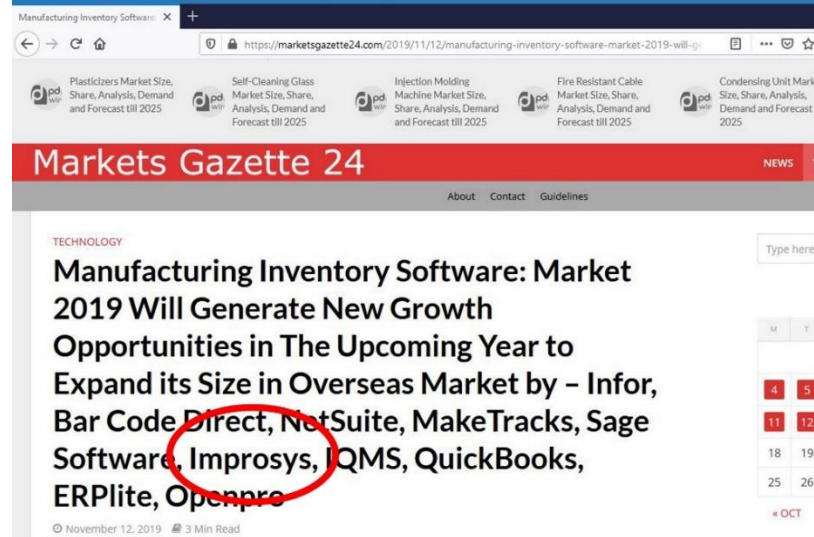 Manufacturing Inventory Software:
https://marketsgazette24.com/2019/11/12/manufacturing-inventory-software-market-2019-will-g
Plasticizers Market Size,
Share, Analysis, Demand
and Forecast till 2025
Self-Cleaning Glass
Market Size, Share,
Analysis, Demand and
Forecast till 2025
Injection Molding
Machine Market Size,
Share, Analysis, Demand
and Forecast till 2025
Fire Resistant Cable
Market Size, Share,
Analysis, Demand and
Forecast till 2025
Condensing Unit Mark
Size, Share, Analysis,
Demand and Forecast
2025
Markets Gazette 24
NEWS
About Contact Guidelines
TECHNOLOGY
Manufacturing Inventory Software: Market
2019 Will Generate New Growth
Opportunities in The Upcoming Year to
Expand its Size in Overseas Market by – Infor,
Bar Code Direct, NetSuite, MakeTracks, Sage
Software, Improsys, IQMS, QuickBooks,
ERPlite, Openpro
November 12, 2019 3 Min Read
Type here
M T
4 5
11 12
18 19
25 26
« OCT